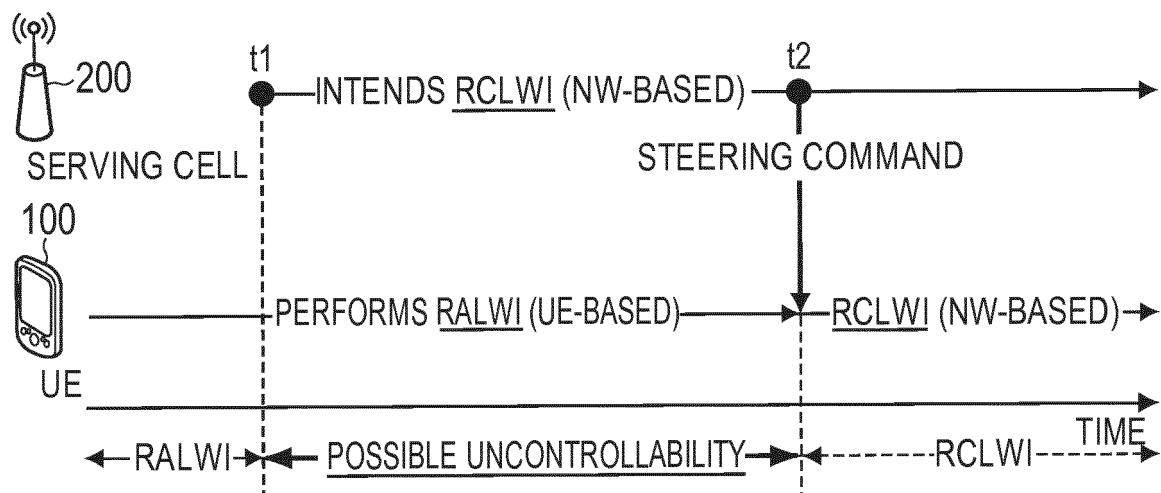 200
t1
t2
INTENDS RCLWI (NW-BASED)
SERVING CELL
STEERING COMMAND
100
PERFORMS RALWI (UE-BASED)
RCLWI (NW-BASED)
UE
TIME
RALWI
POSSIBLE UNCONTROLLABILITY
RCLWI